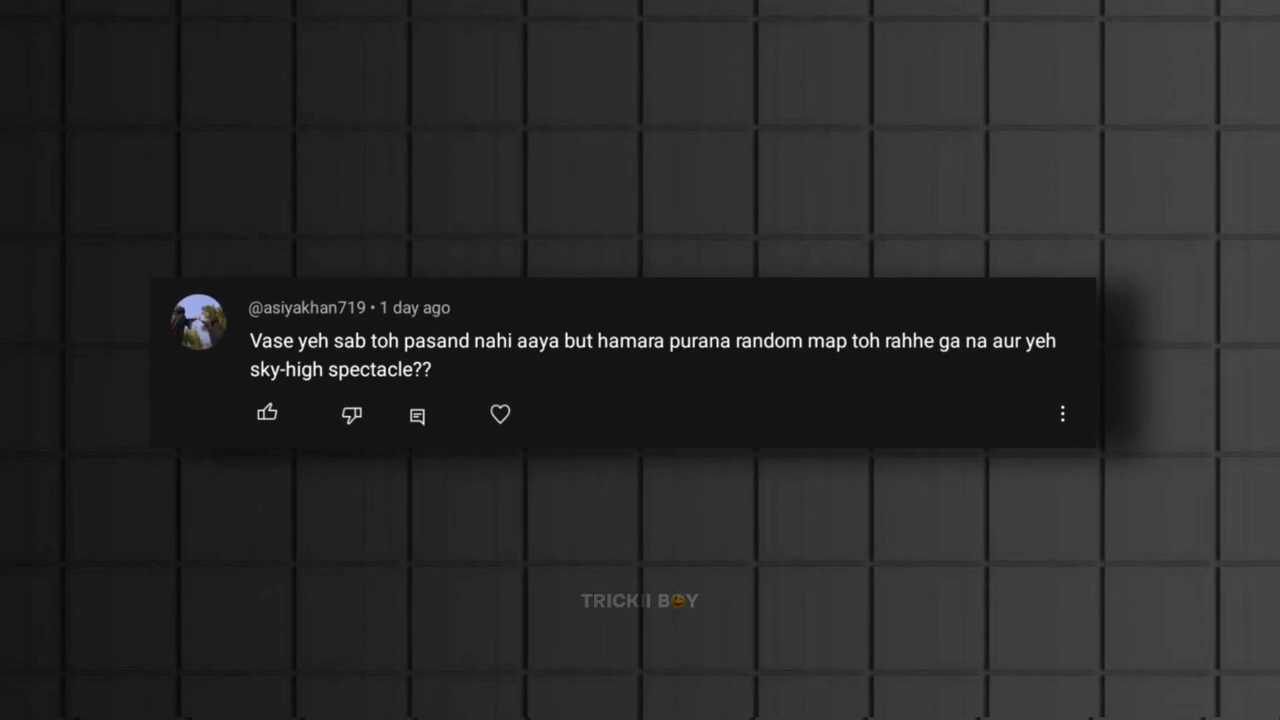 @asiyakhan719 • 1 day ago
Vase yeh sab toh pasand nahi aaya but hamara purana random map toh rahhe ga na aur yeh
sky-high spectacle??
TRICKII BOY